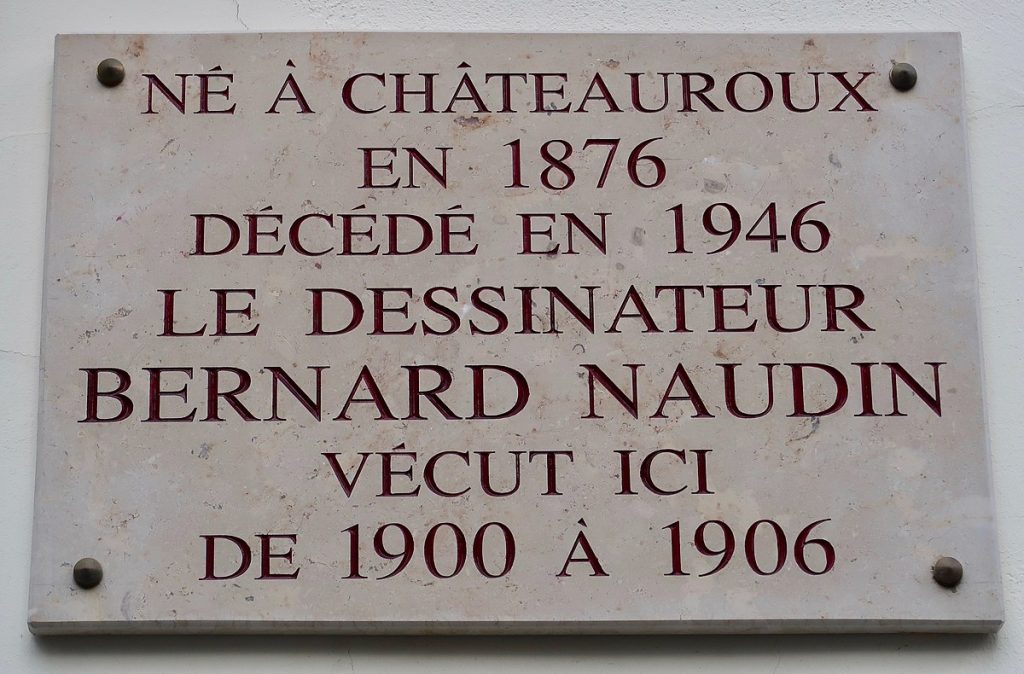 NÉ À CHÂTEAUROUX
EN 1876
DÉCÉDÉ EN 1946
LE DESSINATEUR
BERNARD NAUDIN
VÉCUT ICI
DE 1900 À 1906